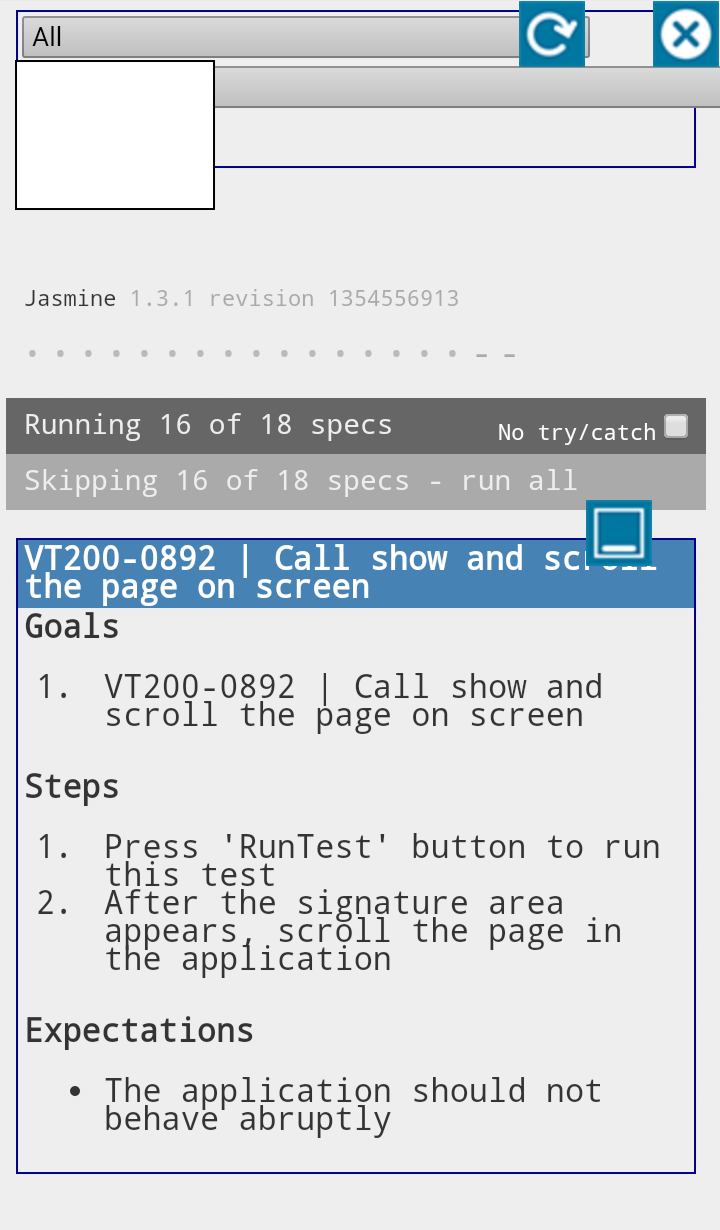 All
Jasmine 1.3.1 revision 1354556913
• • • • • • • • • • • • • • • • - -
Running 16 of 18 specs
No try/catch
Skipping 16 of 18 specs - run all
VT200-0892 | Call show and scroll
the page on screen
Goals
1. VT200-0892 | Call show and
scroll the page on screen
Steps
1. Press 'RunTest' button to run
this test
2. After the signature area
appears, scroll the page in
the application
Expectations
• The application should not
behave abruptly